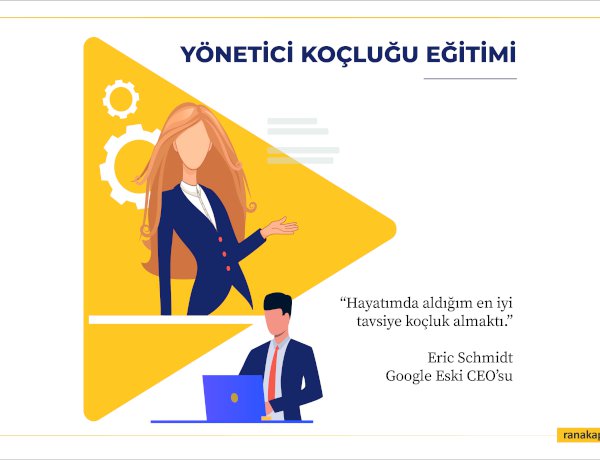 YÖNETİCİ KOÇLUĞU EĞİTİMİ
“Hayatımda aldığım en iyi
tavsiye koçluk almaktı.”
Eric Schmidt
Google Eski CEO’su
ranakap